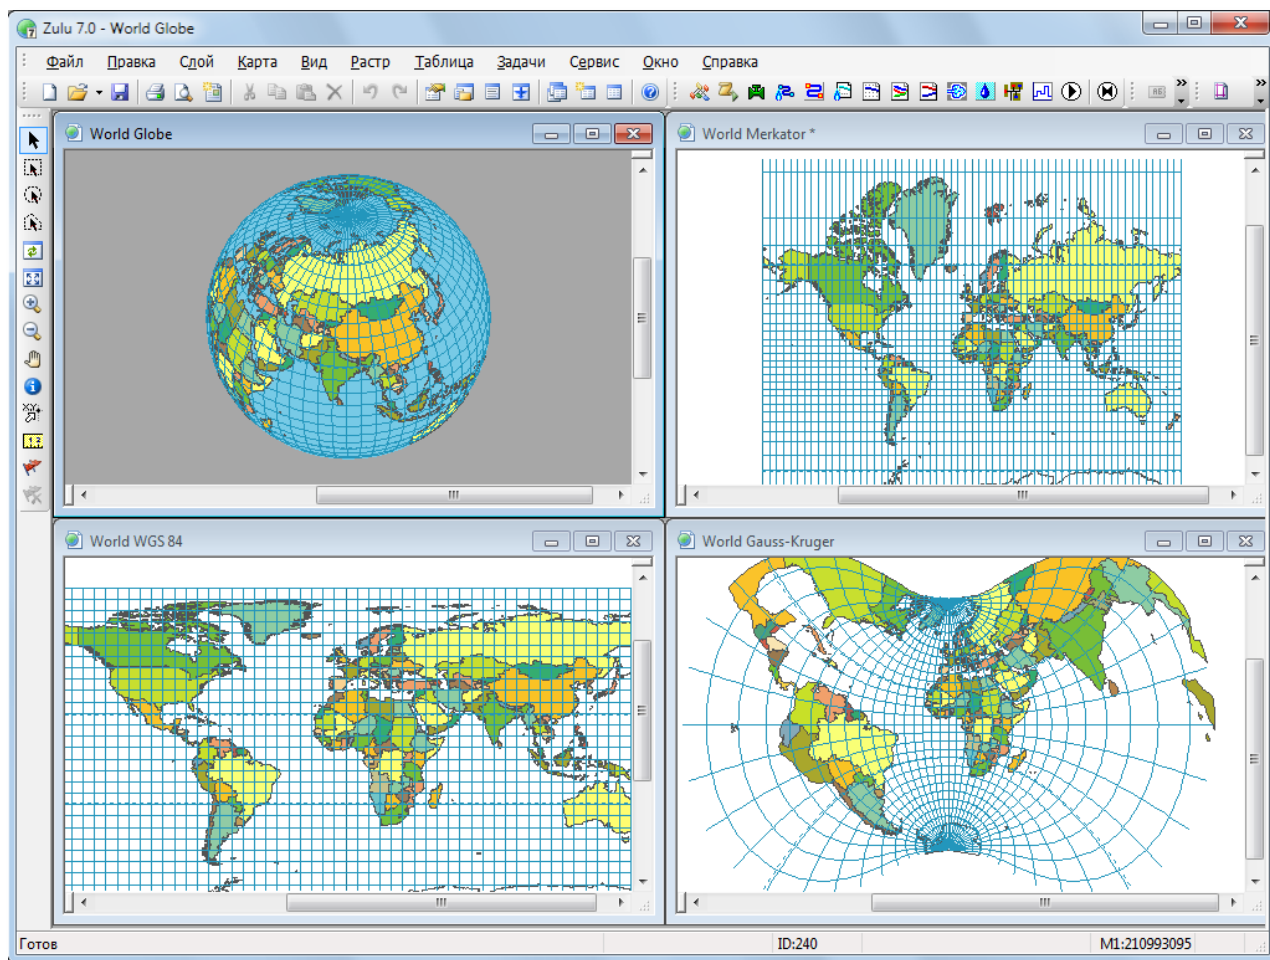 Zulu 7.0 - World Globe
Файл Правка Слой Карта Вид Растр Таблица Задачи Сервис Окно Справка
World Globe
World Merkator *
World WGS 84
World Gauss-Kruger
Готов ID:240 M1:210993095